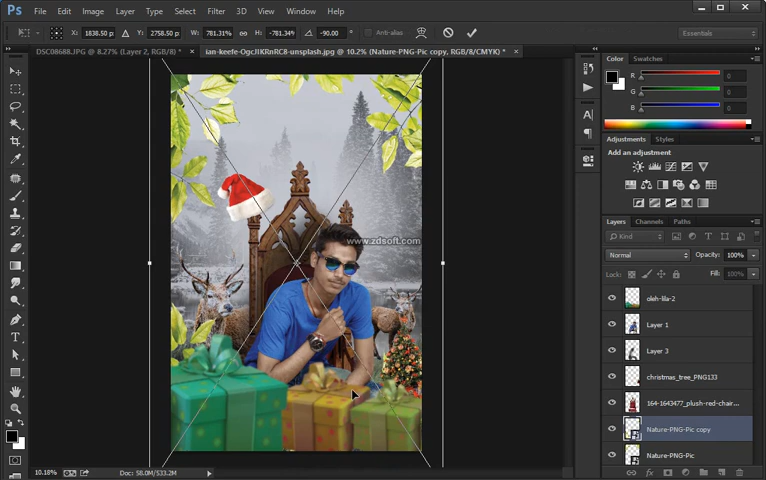 Ps File Edit Image Layer Type Select Filter 3D View Window Help
X: 1838.50 p: Y: 2758.50 px W: 781.31% H: -781.34% -90.00 Anti-alias Essentials
DSC08688.JPG @ 8.27% (Layer 2, RGB/8) * × ian-keefe-OgcJIKRnRC8-unsplash.jpg @ 10.2% (Nature-PNG-Pic copy, RGB/8/CMYK) * ×
Color Swatches
R 0
G 0
B 0
Adjustments Styles
Add an adjustment
Layers Channels Paths
Kind T
Normal Opacity: 100%
Lock: Fill: 100%
oleh-lila-2
Layer 1
Layer 3
christmas_tree_PNG133
164-1643477_plush-red-chair...
Nature-PNG-Pic copy
Nature-PNG-Pic
fx
www.zdsoft.com
10.18% Doc: 58.0M/533.2M